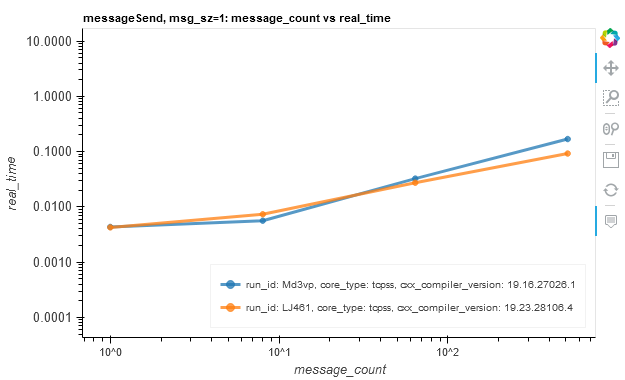 messageSend, msg_sz=1: message_count vs real_time
10.0000
1.0000
0.1000
0.0100
0.0010
0.0001
real_time
run_id: Md3vp, core_type: tcpss, cxx_compiler_version: 19.16.27026.1
run_id: LJ461, core_type: tcpss, cxx_compiler_version: 19.23.28106.4
10^0
10^1
10^2
message_count